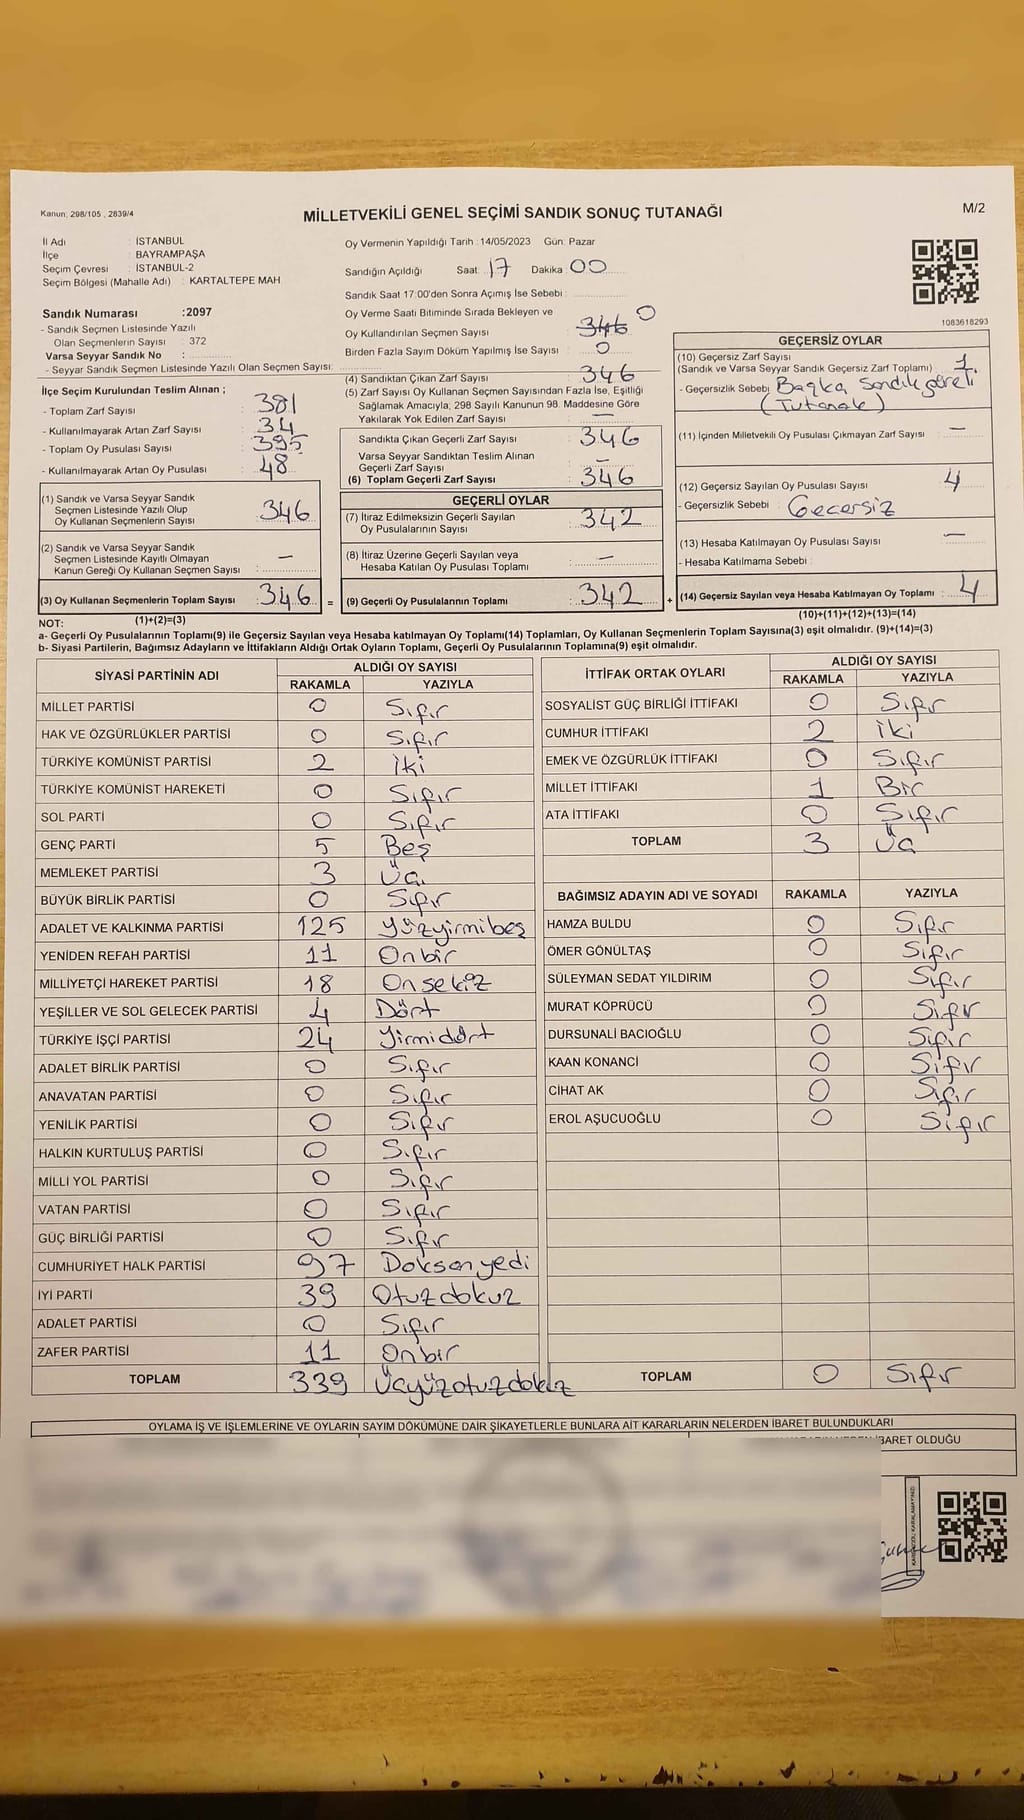 Kanun; 298/105 , 2839/4
MİLLETVEKİLİ GENEL SEÇİMİ SANDIK SONUÇ TUTANAĞI
M/2
İl Adı : İSTANBUL
İlçe : BAYRAMPAŞA
Seçim Çevresi : İSTANBUL-2
Seçim Bölgesi (Mahalle Adı) : KARTALTEPE MAH
Sandık Numarası :2097
- Sandık Seçmen Listesinde Yazılı
Olan Seçmenlerin Sayısı : 372
Varsa Seyyar Sandık No :
- Seyyar Sandık Seçmen Listesinde Yazılı Olan Seçmen Sayısı:
Oy Vermenin Yapıldığı Tarih : 14/05/2023 Gün: Pazar
Sandığın Açıldığı Saat: 17 Dakika 00
Sandık Saat 17:00'den Sonra Açımış İse Sebebi :
Oy Verme Saati Bitiminde Sırada Bekleyen ve
Oy Kullandırılan Seçmen Sayısı : 346 0
Birden Fazla Sayım Döküm Yapılmış İse Sayısı : 0
1083618293
İlçe Seçim Kurulundan Teslim Alınan ;
- Toplam Zarf Sayısı : 381
- Kullanılmayarak Artan Zarf Sayısı : 34
- Toplam Oy Pusulası Sayısı : 395
- Kullanılmayarak Artan Oy Pusulası : 48
(1) Sandık ve Varsa Seyyar Sandık
Seçmen Listesinde Yazılı Olup
Oy Kullanan Seçmenlerin Sayısı : 346
(2) Sandık ve Varsa Seyyar Sandık
Seçmen Listesinde Kayıtlı Olmayan
Kanun Gereği Oy Kullanan Seçmen Sayısı : –
(3) Oy Kullanan Seçmenlerin Toplam Sayısı : 346 =
(1)+(2)=(3)
(4) Sandıktan Çıkan Zarf Sayısı : 346
(5) Zarf Sayısı Oy Kullanan Seçmen Sayısından Fazla İse, Eşitliği
Sağlamak Amacıyla, 298 Sayılı Kanunun 98. Maddesine Göre
Yakılarak Yok Edilen Zarf Sayısı : –
Sandıkta Çıkan Geçerli Zarf Sayısı : 346
Varsa Seyyar Sandıktan Teslim Alınan
Geçerli Zarf Sayısı : –
(6) Toplam Geçerli Zarf Sayısı : 346
GEÇERLİ OYLAR
(7) İtiraz Edilmeksizin Geçerli Sayılan
Oy Pusulalarının Sayısı : 342
(8) İtiraz Üzerine Geçerli Sayılan veya
Hesaba Katılan Oy Pusulası Toplamı : –
(9) Geçerli Oy Pusulalarının Toplamı : 342 +
GEÇERSİZ OYLAR
(10) Geçersiz Zarf Sayısı
(Sandık ve Varsa Seyyar Sandık Geçersiz Zarf Toplamı) : 1
- Geçersizlik Sebebi : Başka Sandık
(Tutanak)
(11) İçinden Milletvekili Oy Pusulası Çıkmayan Zarf Sayısı : –
(12) Geçersiz Sayılan Oy Pusulası Sayısı : 4
- Geçersizlik Sebebi : Gecersiz
(13) Hesaba Katılmayan Oy Pusulası Sayısı : –
- Hesaba Katılmama Sebebi :
(14) Geçersiz Sayılan veya Hesaba Katılmayan Oy Toplamı : 4
(10)+(11)+(12)+(13)=(14)
NOT:
a- Geçerli Oy Pusulalarının Toplamı(9) ile Geçersiz Sayılan veya Hesaba katılmayan Oy Toplamı(14) Toplamları, Oy Kullanan Seçmenlerin Toplam Sayısına(3) eşit olmalıdır. (9)+(14)=(3)
b- Siyasi Partilerin, Bağımsız Adayların ve İttifakların Aldığı Ortak Oyların Toplamı, Geçerli Oy Pusulalarının Toplamına(9) eşit olmalıdır.
SİYASİ PARTİNİN ADI ALDIĞI OY SAYISI
RAKAMLA YAZIYLA
MİLLET PARTİSİ 0 Sıfır
HAK VE ÖZGÜRLÜKLER PARTİSİ 0 Sıfır
TÜRKİYE KOMÜNİST PARTİSİ 2 İki
TÜRKİYE KOMÜNİST HAREKETİ 0 Sıfır
SOL PARTİ 0 Sıfır
GENÇ PARTİ 5 Beş
MEMLEKET PARTİSİ 3 Üç.
BÜYÜK BİRLİK PARTİSİ 0 Sıfır
ADALET VE KALKINMA PARTİSİ 125 Yüzyirmibeş
YENİDEN REFAH PARTİSİ 11 Onbir
MİLLİYETÇİ HAREKET PARTİSİ 18 Onsekiz
YEŞİLLER VE SOL GELECEK PARTİSİ 4 Dört
TÜRKİYE İŞÇİ PARTİSİ 24 Yirmidört
ADALET BİRLİK PARTİSİ 0 Sıfır
ANAVATAN PARTİSİ 0 Sıfır
YENİLİK PARTİSİ 0 Sıfır
HALKIN KURTULUŞ PARTİSİ 0 Sıfır
MİLLİ YOL PARTİSİ 0 Sıfır
VATAN PARTİSİ 0 Sıfır
GÜÇ BİRLİĞİ PARTİSİ 0 Sıfır
CUMHURİYET HALK PARTİSİ 97 Doksanyedi
İYİ PARTİ 39 Otuzdokuz
ADALET PARTİSİ 0 Sıfır
ZAFER PARTİSİ 11 Onbir
TOPLAM 339 Üçyüzotuzdokuz
İTTİFAK ORTAK OYLARI ALDIĞI OY SAYISI
RAKAMLA YAZIYLA
SOSYALİST GÜÇ BİRLİĞİ İTTİFAKI 0 Sıfır
CUMHUR İTTİFAKI 2 İki
EMEK VE ÖZGÜRLÜK İTTİFAKI 0 Sıfır
MİLLET İTTİFAKI 1 Bir
ATA İTTİFAKI 0 Sıfır
TOPLAM 3 Üç
BAĞIMSIZ ADAYIN ADI VE SOYADI RAKAMLA YAZIYLA
HAMZA BULDU 0 Sıfır
ÖMER GÖNÜLTAŞ 0 Sıfır
SÜLEYMAN SEDAT YILDIRIM 0 Sıfır
MURAT KÖPRÜCÜ 0 Sıfır
DURSUNALİ BACIOĞLU 0 Sıfır
KAAN KONANCİ 0 Sıfır
CİHAT AK 0 Sıfır
EROL AŞUCUOĞLU 0 Sıfır
TOPLAM 0 Sıfır
OYLAMA İŞ VE İŞLEMLERİNE VE OYLARIN SAYIM DÖKÜMÜNE DAİR ŞİKAYETLERLE BUNLARA AİT KARARLARIN NELERDEN İBARET BULUNDUKLARI
İBARET OLDUĞU